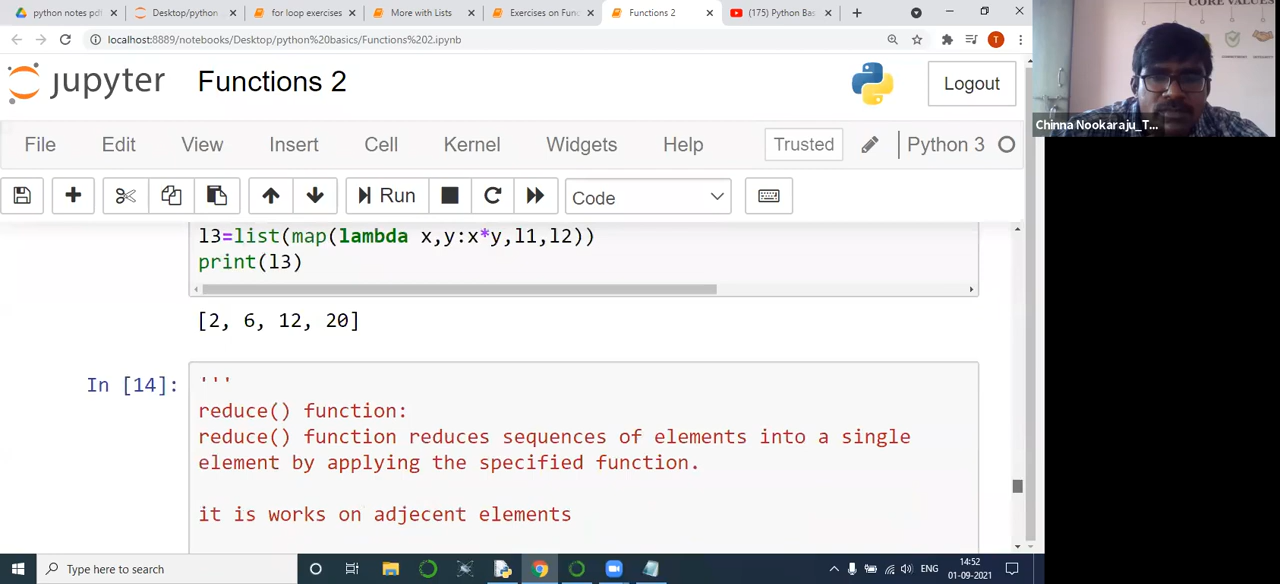 python notes pdf
Desktop/python
for loop exercises
More with Lists
Exercises on Func
Functions 2
(175) Python Bas
localhost:8889/notebooks/Desktop/python%20basics/Functions%202.ipynb
T
CORE VALUES
jupyter Functions 2 Logout
Chinna Nookaraju_T...
File Edit View Insert Cell Kernel Widgets Help Trusted Python 3
Run Code
l3=list(map(lambda x,y:x*y,l1,l2))
print(l3)
[2, 6, 12, 20]
In [14]: '''
reduce() function:
reduce() function reduces sequences of elements into a single
element by applying the specified function.
it is works on adjecent elements
Type here to search
ENG
14:52
01-09-2021